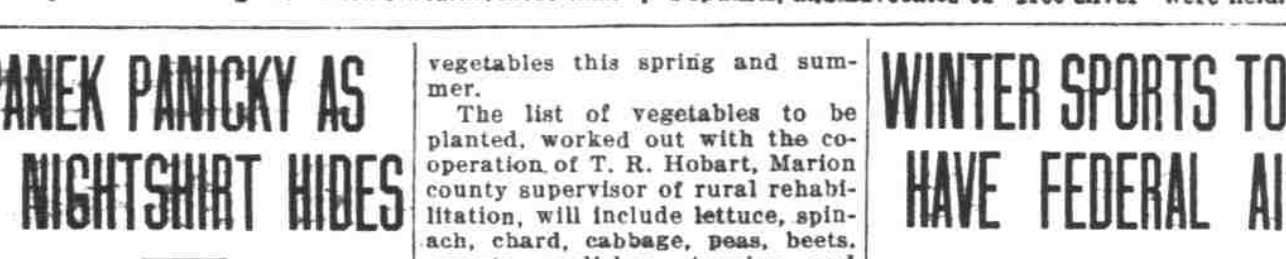 ANEK PANICKY AS
NIGHTSHIRT HIDES
vegetables this spring and sum-
mer.
The list of vegetables to be
planted, worked out with the co-
operation of T. R. Hobart, Marion
county supervisor of rural rehabi-
litation, will include lettuce, spin-
ach, chard, cabbage, peas, beets,
WINTER SPORTS TO
HAVE FEDERAL AI